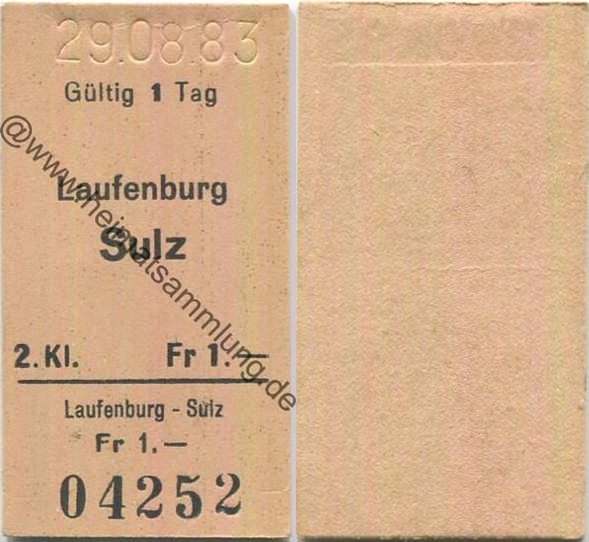 29.08.83
Gültig 1 Tag
Laufenburg
Sulz
2. Kl. Fr 1.—
Laufenburg - Sulz
Fr 1.—
04252
@www.heimatsammlung.de